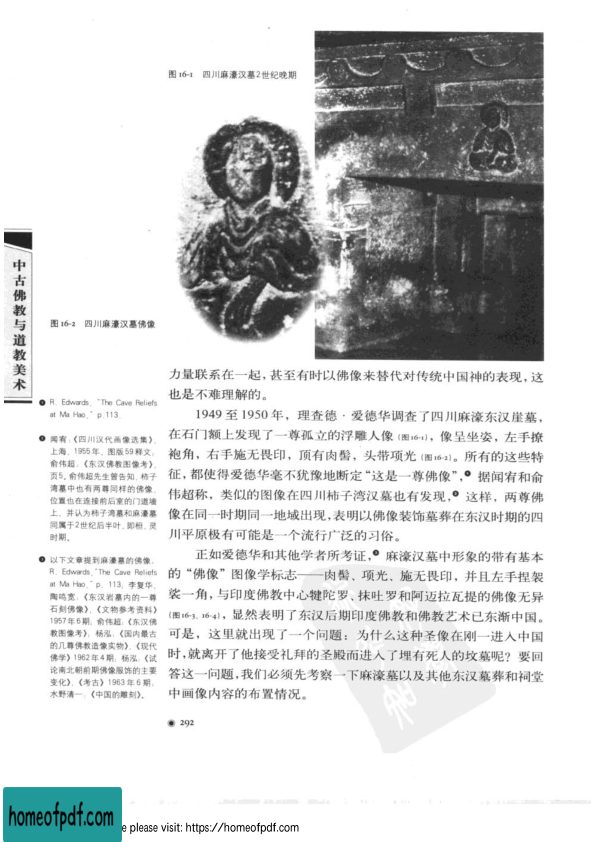 图 16-1 四川麻濠汉墓2世纪晚期
中古佛教与道教美术
图 16-2 四川麻濠汉墓佛像
力量联系在一起，甚至有时以佛像来替代对传统中国神的表现，这
也是不难理解的。
1949 至 1950 年，理查德·爱德华调查了四川麻濠东汉崖墓，
在石门额上发现了一尊孤立的浮雕人像 (图 16-1)，像呈坐姿，左手撩
袍角，右手施无畏印，顶有肉髻，头带项光 (图 16-2)。所有的这些特
征，都使得爱德华毫不犹豫地断定“这是一尊佛像”，据闻宥和俞
伟超称，类似的图像在四川柿子湾汉墓也有发现，这样，两尊佛
像在同一时期同一地域出现，表明以佛像装饰墓葬在东汉时期的四
川平原极有可能是一个流行广泛的习俗。
正如爱德华和其他学者所考证，麻濠汉墓中形象的带有基本
的“佛像”图像学标志——肉髻、项光、施无畏印，并且左手捏袈
裟一角，与印度佛教中心犍陀罗、抹吐罗和阿迈拉瓦提的佛像无异
(图 16-3, 16-4)，显然表明了东汉后期印度佛教和佛教艺术已东渐中国。
可是，这里就出现了一个问题：为什么这种圣像在刚一进入中国
时，就离开了他接受礼拜的圣殿而进入了埋有死人的坟墓呢？要回
答这一问题，我们必须先考察一下麻濠墓以及其他东汉墓葬和祠堂
中画像内容的布置情况。
R. Edwards, "The Cave Reliefs
at Ma Hao," p.113.
闻宥：《四川汉代画像选集》，
上海，1955年，图版59释文；
俞伟超：《东汉佛教图像考》，
页5。俞伟超先生曾告知，柿子
湾墓中也有两尊同样的佛像，
位置也在连接前后室的门道墙
上，并认为柿子湾墓和麻濠墓
同属于2世纪后半叶，即桓、灵
时期。
以下文章提到麻濠墓的佛像。
R. Edwards, "The Cave Reliefs
at Ma Hao," p. 113; 李复华、
陶鸣宽：《东汉岩墓内的一尊
石刻佛像》，《文物参考资料》
1957年6期；俞伟超，《东汉佛
教图像考》；杨泓：《国内最古
的几尊佛教造像实物》，《现代
佛学》1962年4期；杨泓：《试
论南北朝前期佛像服饰的主要
变化》，《考古》1963年6期；
水野清一：《中国的雕刻》。
292
homeofpdf.com
e please visit: https://homeofpdf.com